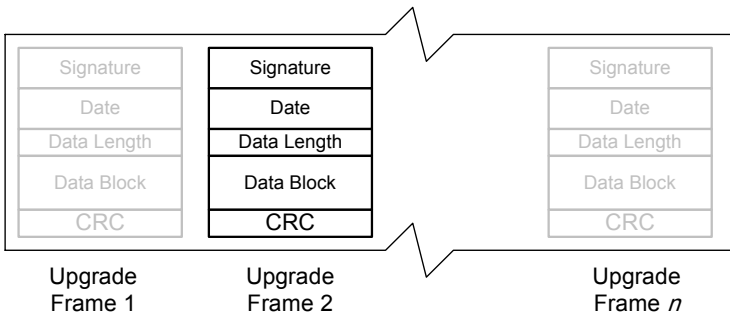 Signature
Date
Data Length
Data Block
CRC
Upgrade
Frame 1
Signature
Date
Data Length
Data Block
CRC
Upgrade
Frame 2
Signature
Date
Data Length
Data Block
CRC
Upgrade
Frame n